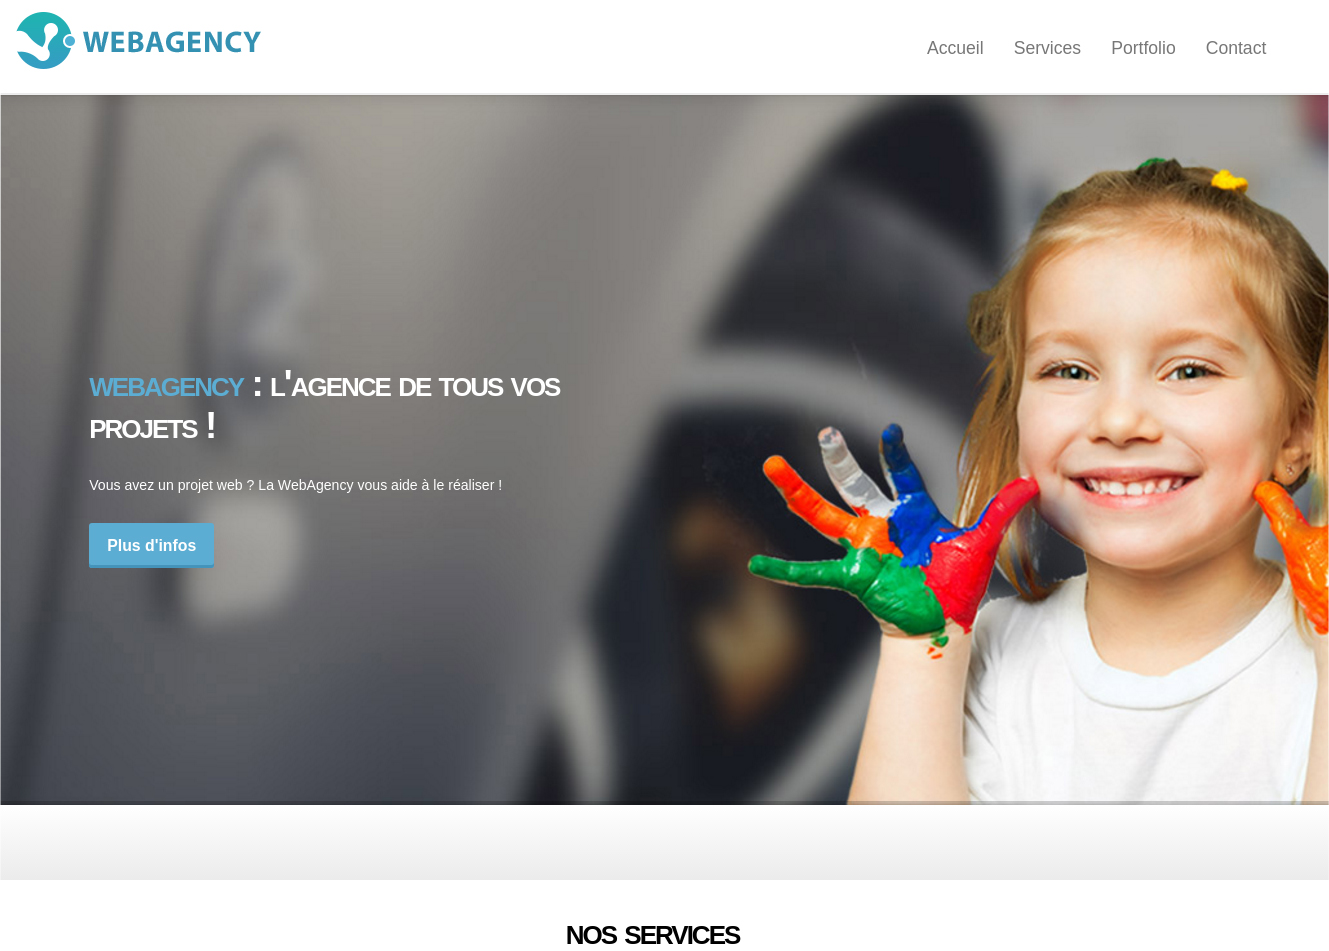 WEBAGENCY
Accueil Services Portfolio Contact
WEBAGENCY : L'AGENCE DE TOUS VOS
PROJETS !
Vous avez un projet web ? La WebAgency vous aide à le réaliser !
Plus d'infos
NOS SERVICES